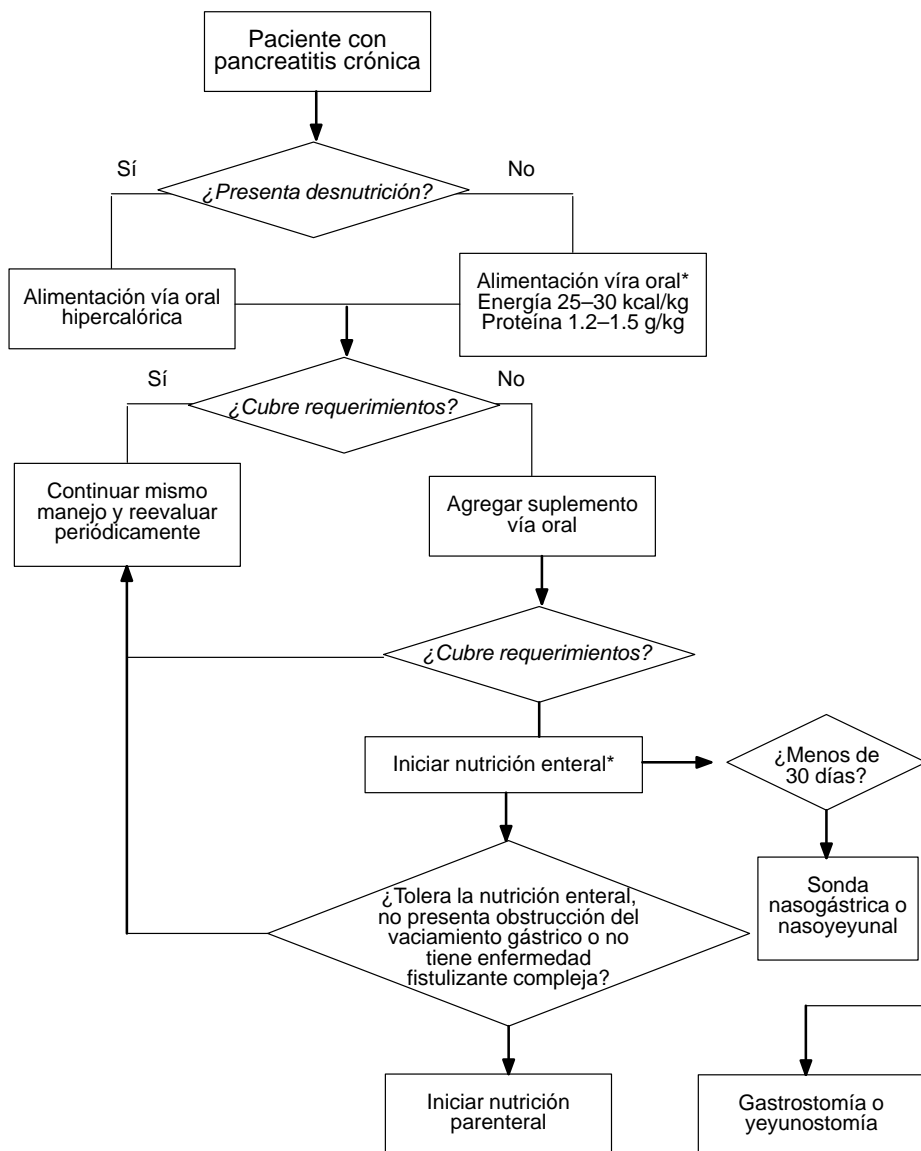 Paciente con
pancreatitis crónica
Sí
No
¿Presenta desnutrición?
Alimentación vía oral
hipercalórica
Alimentación víra oral*
Energía 25–30 kcal/kg
Proteína 1.2–1.5 g/kg
Sí
No
¿Cubre requerimientos?
Continuar mismo
manejo y reevaluar
periódicamente
Agregar suplemento
vía oral
¿Cubre requerimientos?
Iniciar nutrición enteral*
¿Menos de
30 días?
¿Tolera la nutrición enteral,
no presenta obstrucción del
vaciamiento gástrico o no
tiene enfermedad
fistulizante compleja?
Sonda
nasogástrica o
nasoyeyunal
Iniciar nutrición
parenteral
Gastrostomía o
yeyunostomía